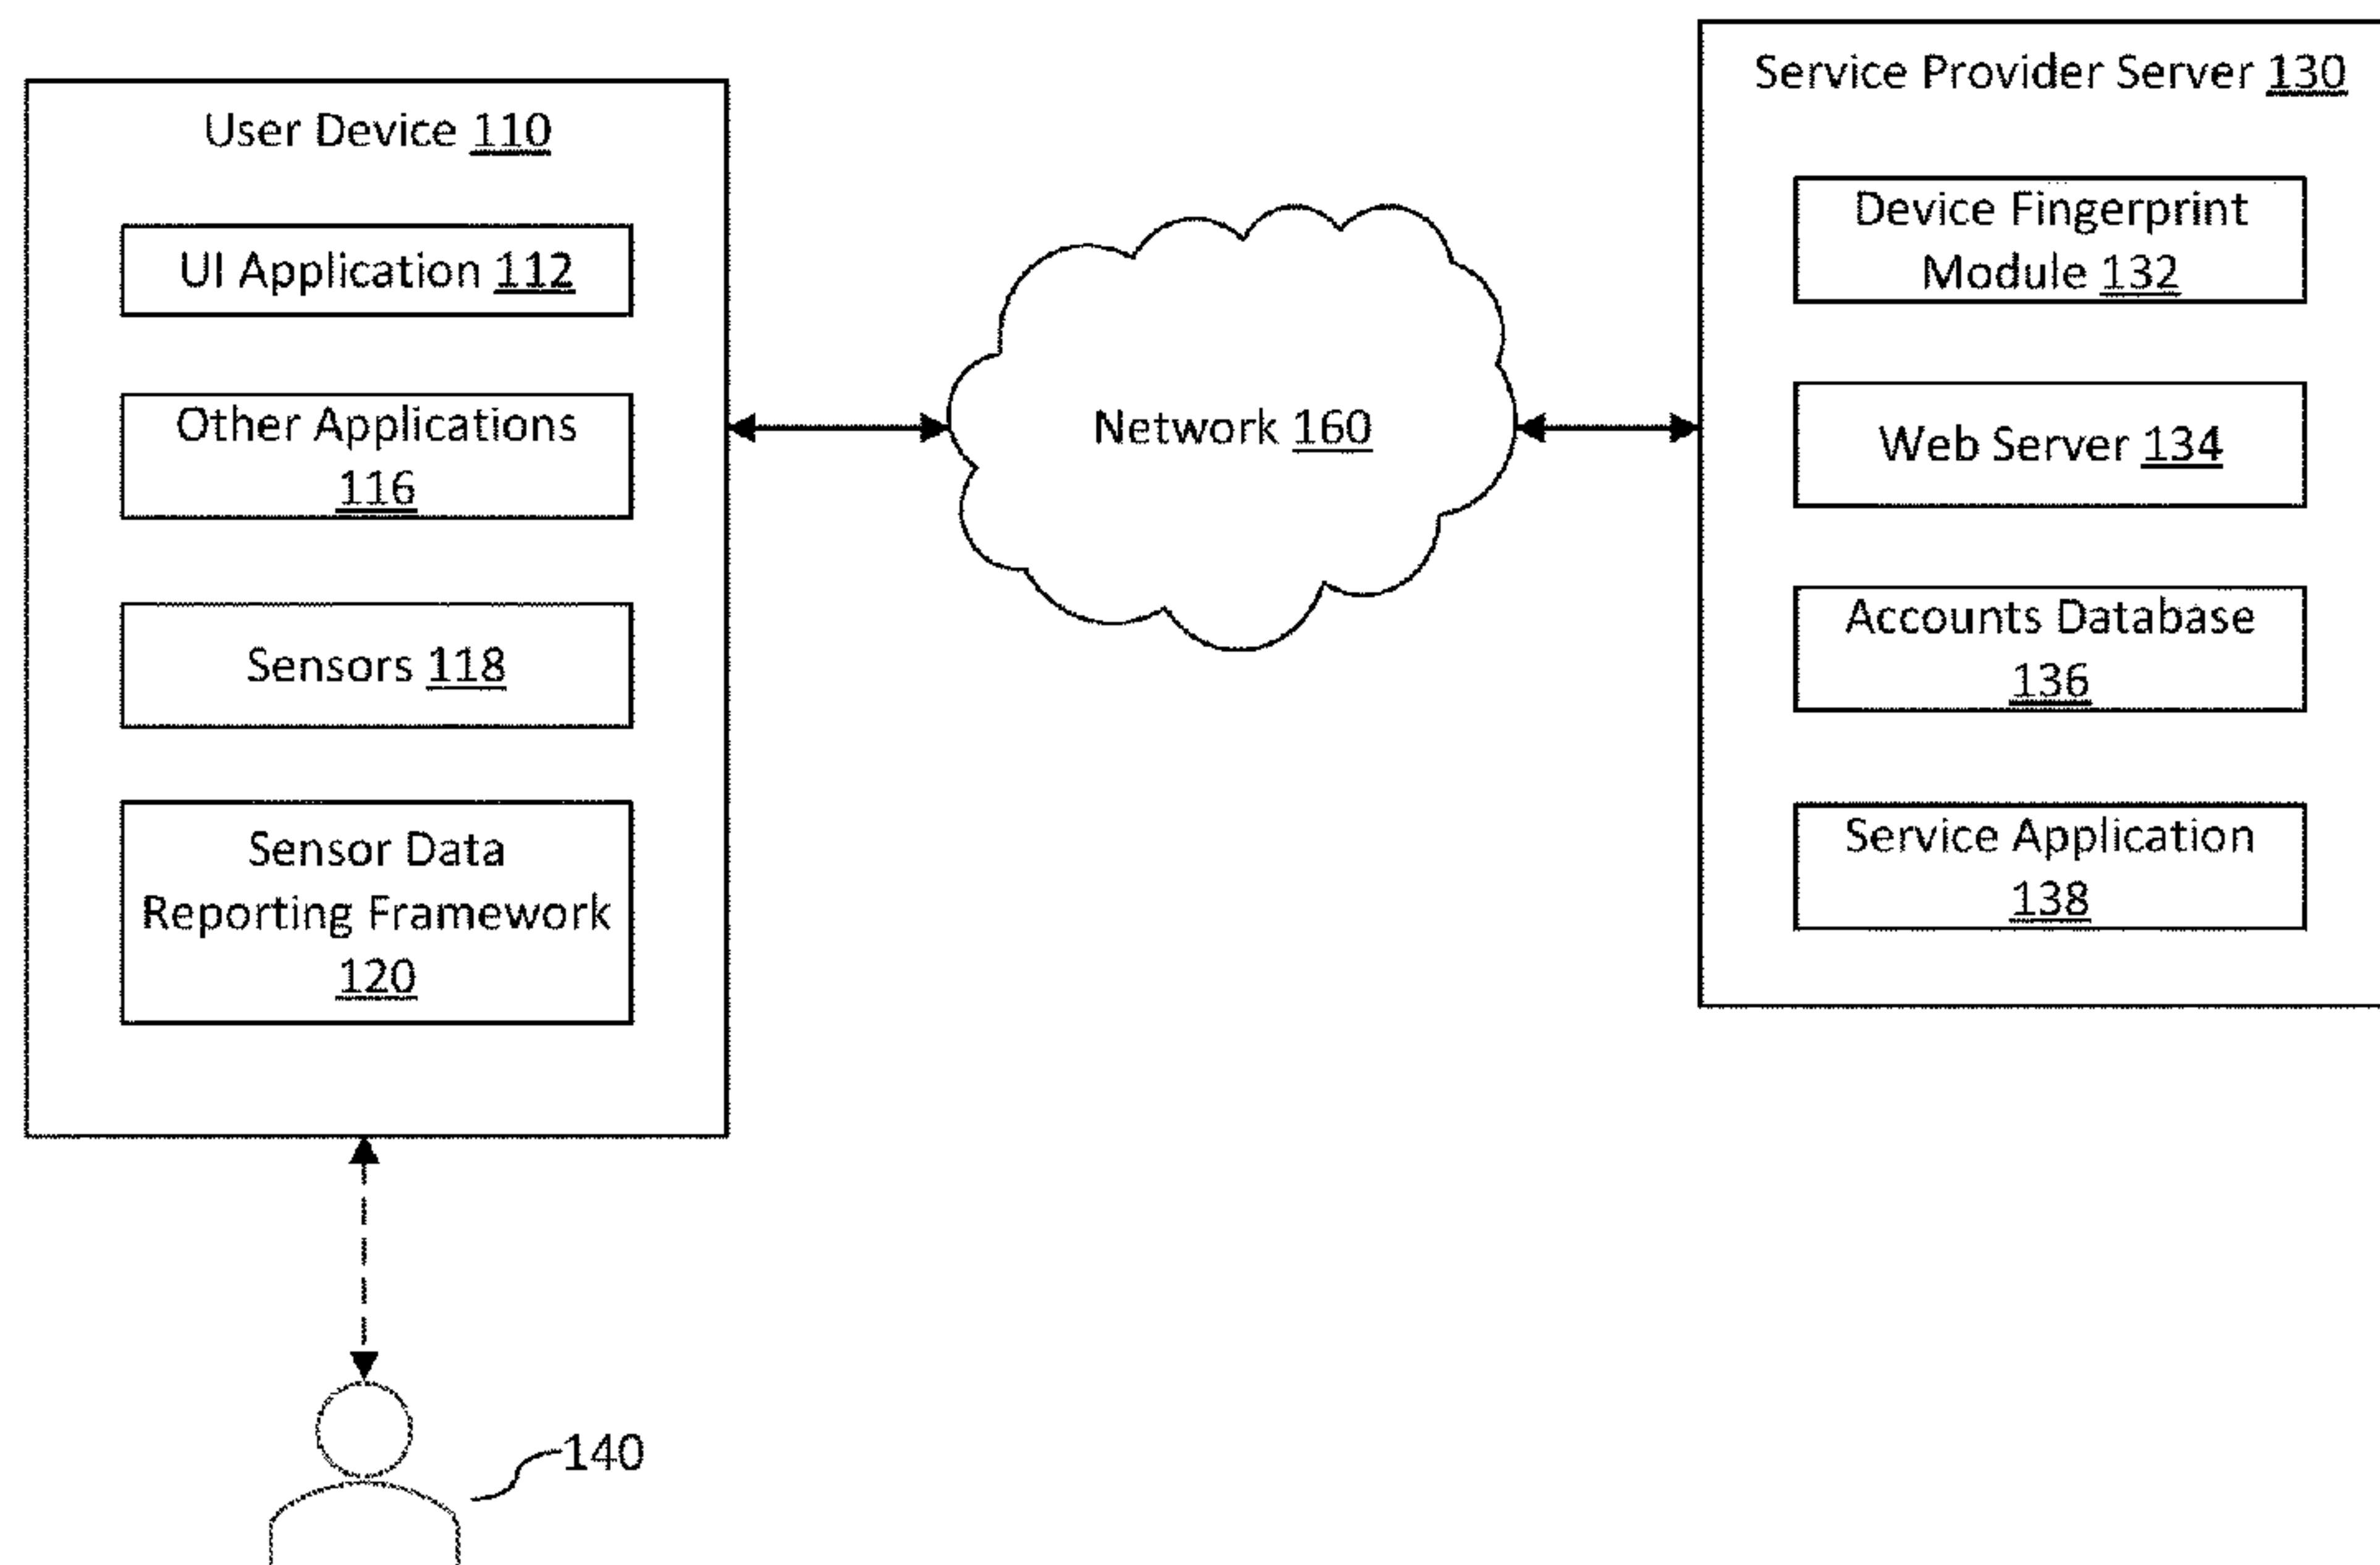 User Device 110
UI Application 112
Other Applications
116
Sensors 118
Sensor Data
Reporting Framework
120
140
Network 160
Service Provider Server 130
Device Fingerprint
Module 132
Web Server 134
Accounts Database
136
Service Application
138